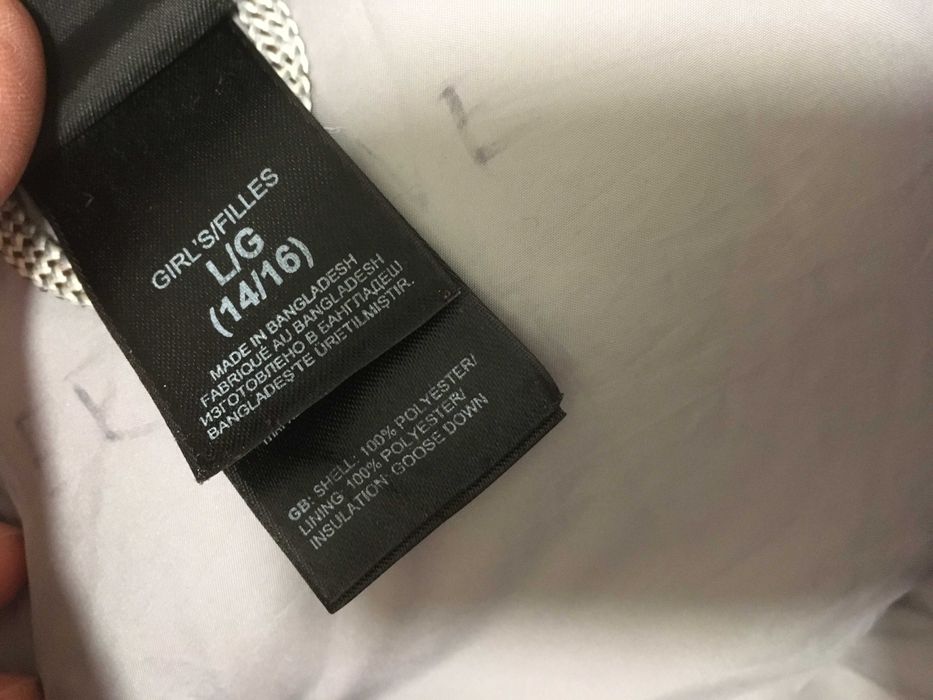 GIRL'S/FILLES
L/G
(14/16)
MADE IN BANGLADESH
FABRIQUÉ AU BANGLADESH
ИЗГОТОВЛЕНО В БАНГЛАДЕШ
BANGLADEŞ'TE ÜRETILMIŞTIR.
GB: SHELL: 100% POLYESTER/
LINING: 100% POLYESTER/
INSULATION: GOOSE DOWN
L